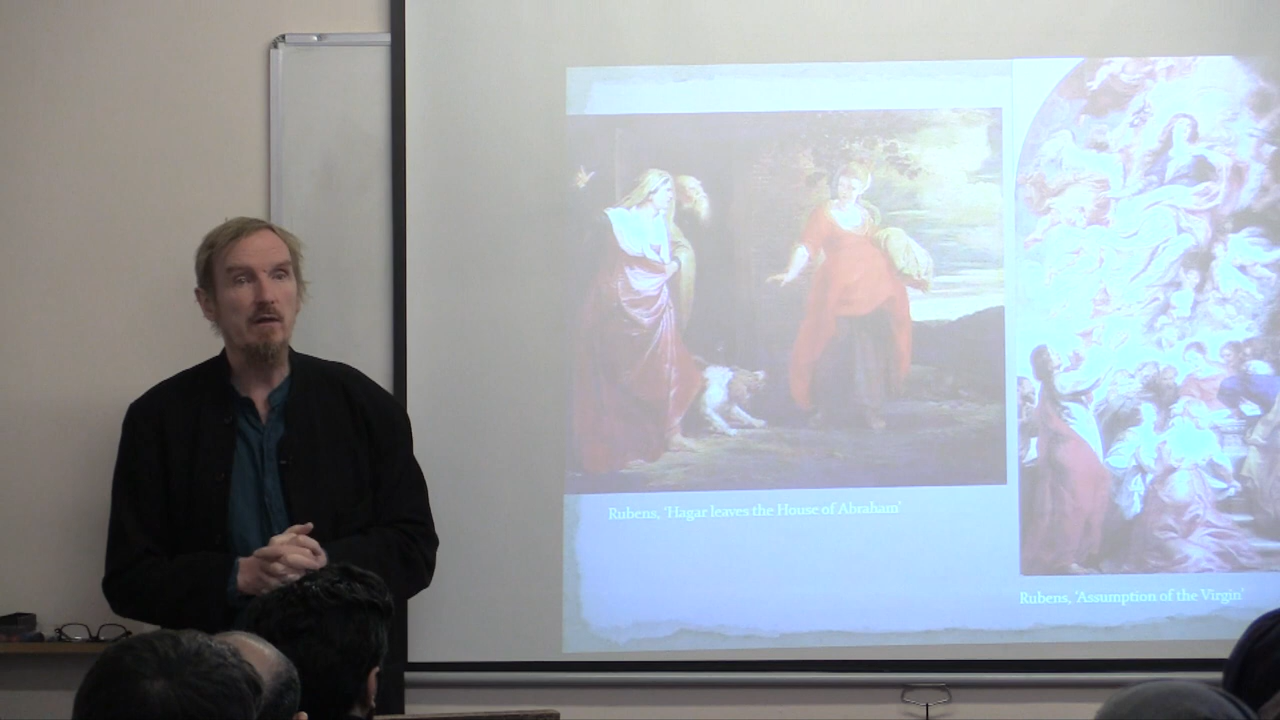 Rubens, ‘Hagar leaves the House of Abraham’
Rubens, ‘Assumption of the Virgin’